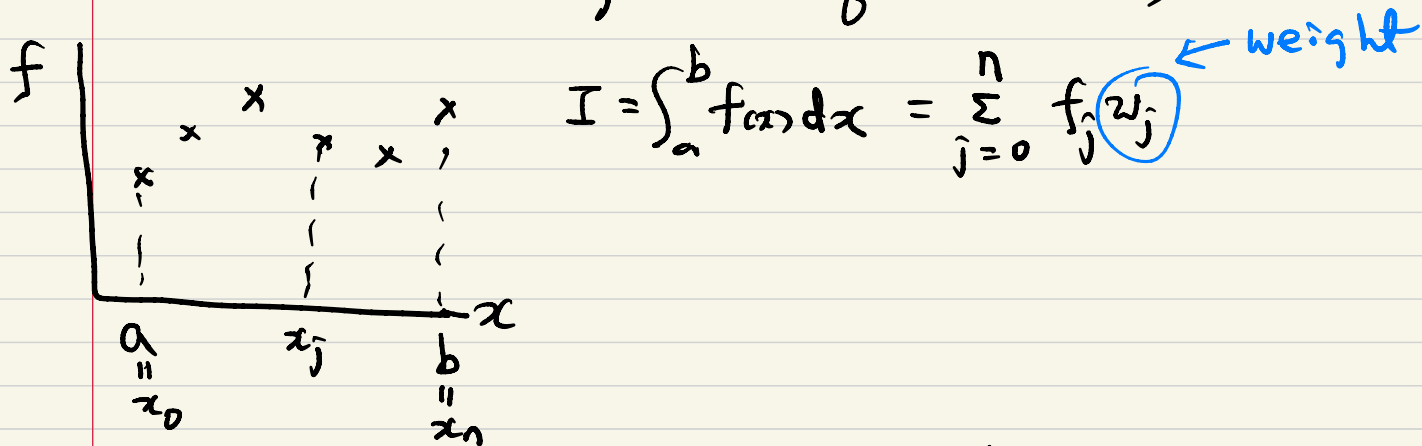 f
I = ∫_a^b f(x) dx = Σ_{j=0}^{n} f_j w_j
← weight
x
a x_j b
= =
x_0 x_n